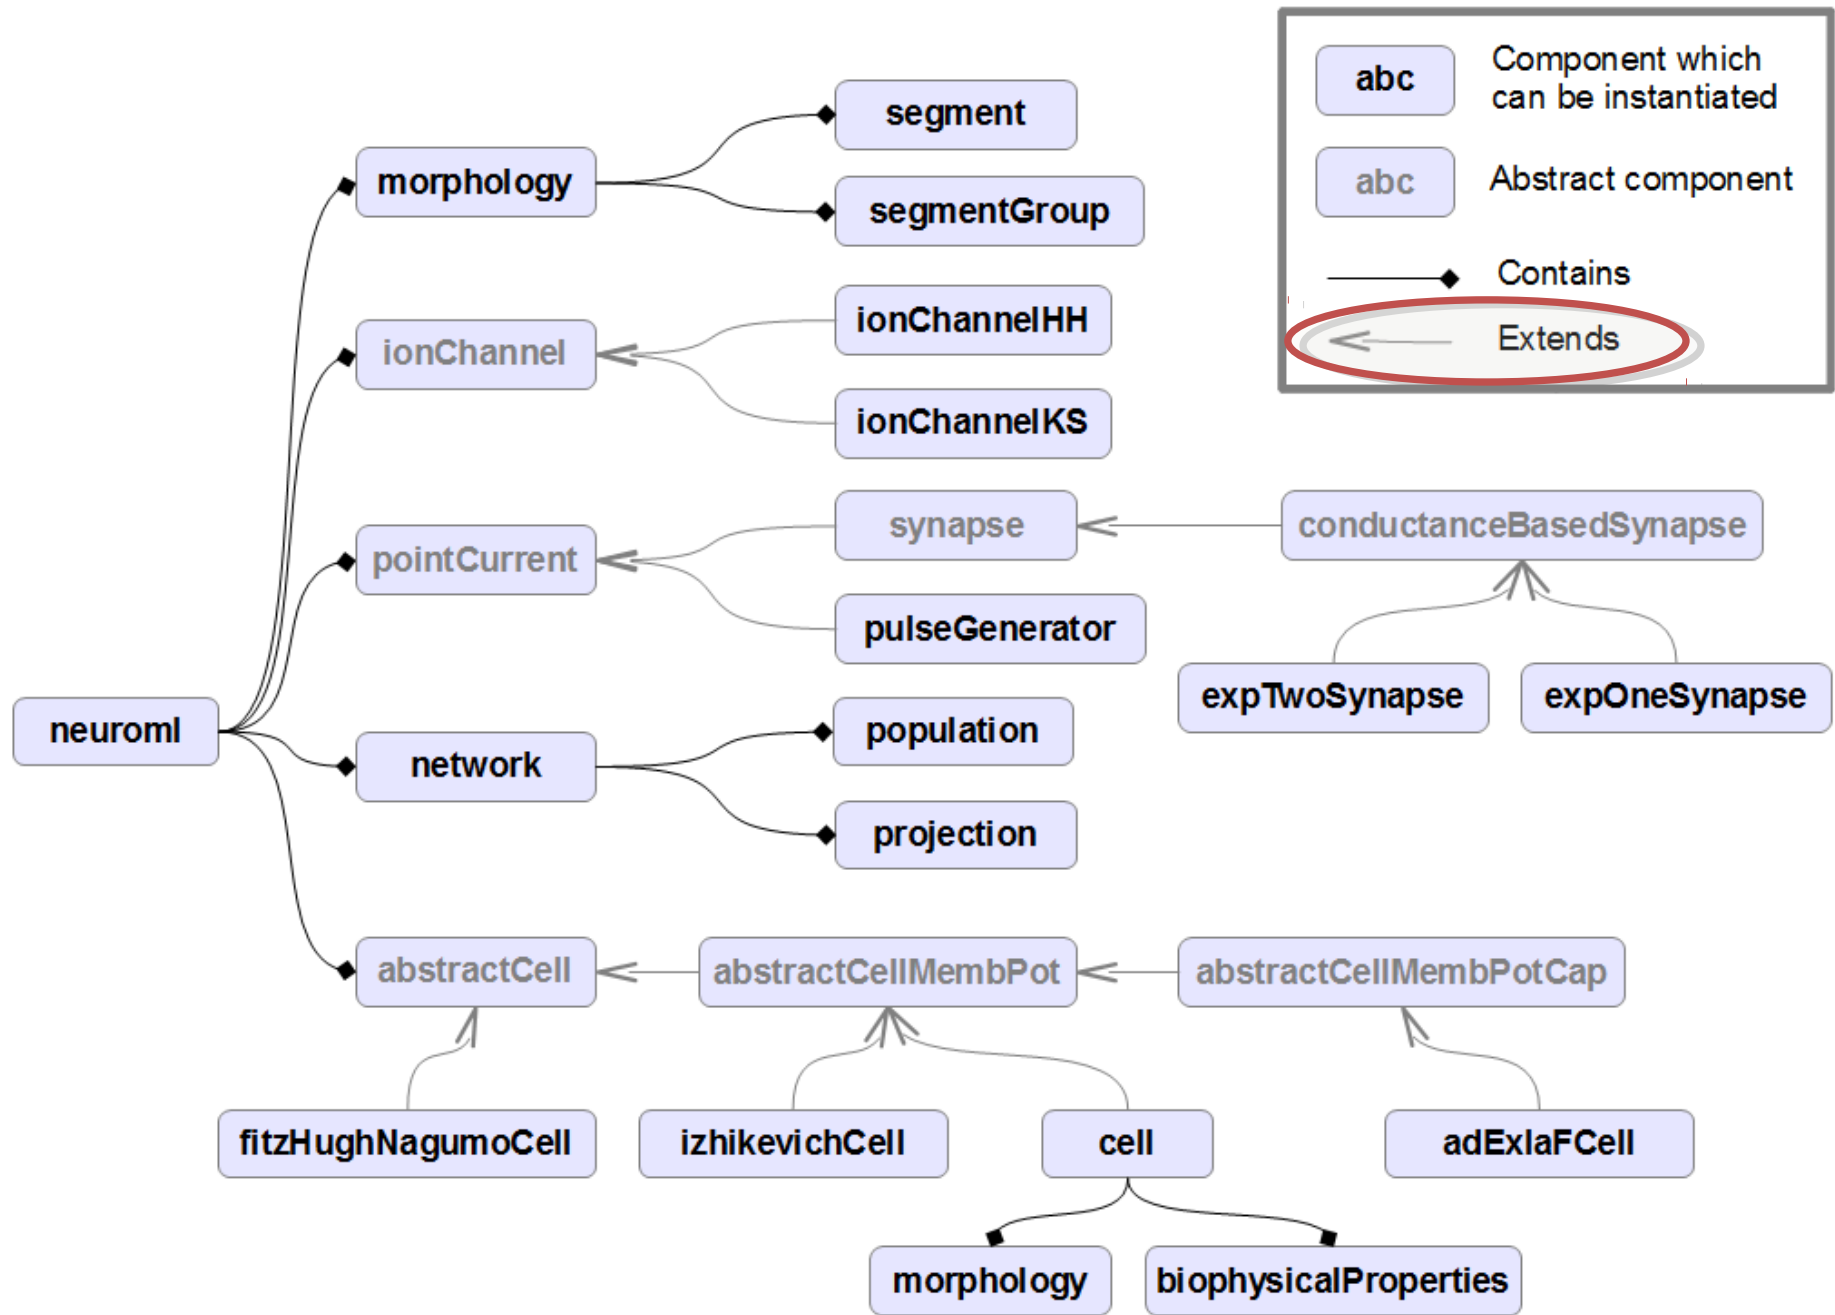 abc
Component which
can be instantiated
abc
Abstract component
Contains
Extends
segment
morphology
segmentGroup
ionChannelHH
ionChannel
ionChannelKS
synapse
conductanceBasedSynapse
pointCurrent
pulseGenerator
expTwoSynapse
expOneSynapse
neuroml
population
network
projection
abstractCell
abstractCellMembPot
abstractCellMembPotCap
fitzHughNagumoCell
izhikevichCell
cell
adExIaFCell
morphology
biophysicalProperties